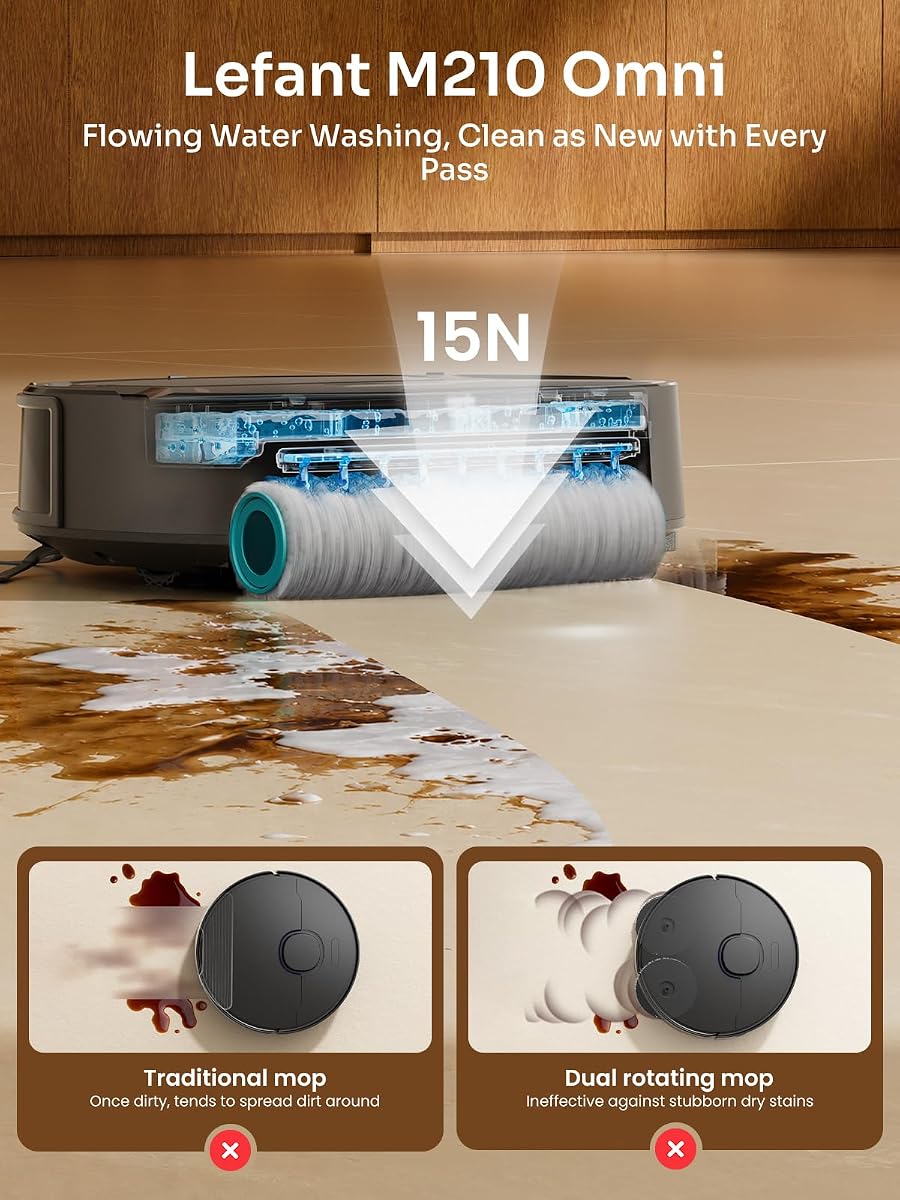 Lefant M210 Omni
Flowing Water Washing, Clean as New with Every
Pass
15N
Traditional mop
Once dirty, tends to spread dirt around
Dual rotating mop
Ineffective against stubborn dry stains